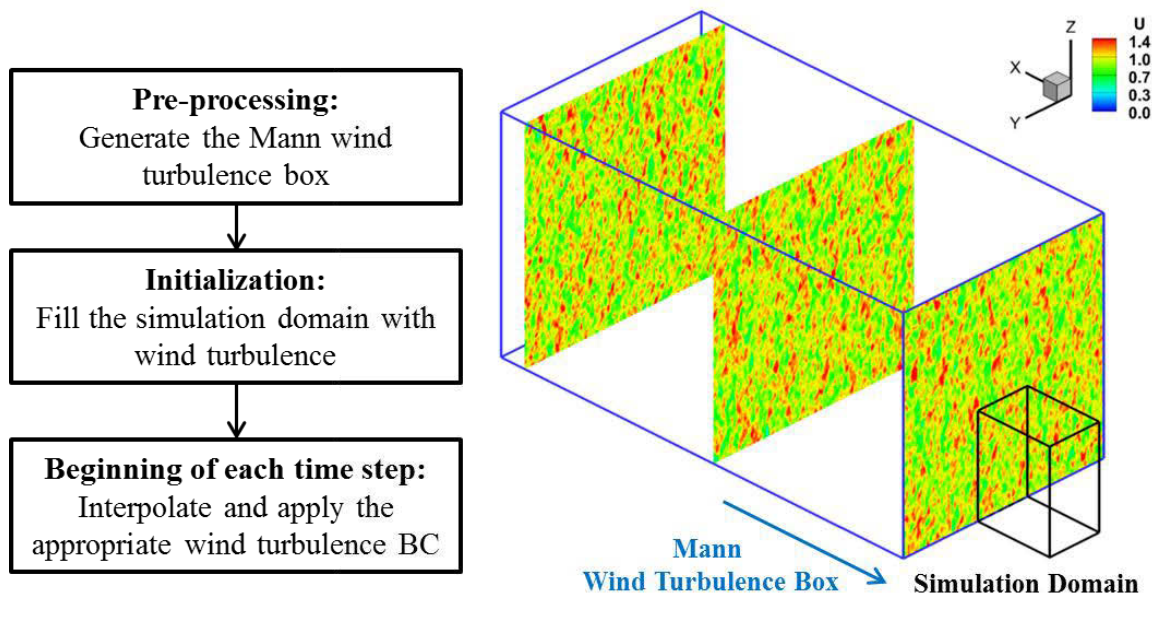 Pre-processing:
Generate the Mann wind
turbulence box
Initialization:
Fill the simulation domain with
wind turbulence
Beginning of each time step:
Interpolate and apply the
appropriate wind turbulence BC
Z
X
Y
U
1.4
1.0
0.7
0.3
0.0
Mann
Wind Turbulence Box
Simulation Domain